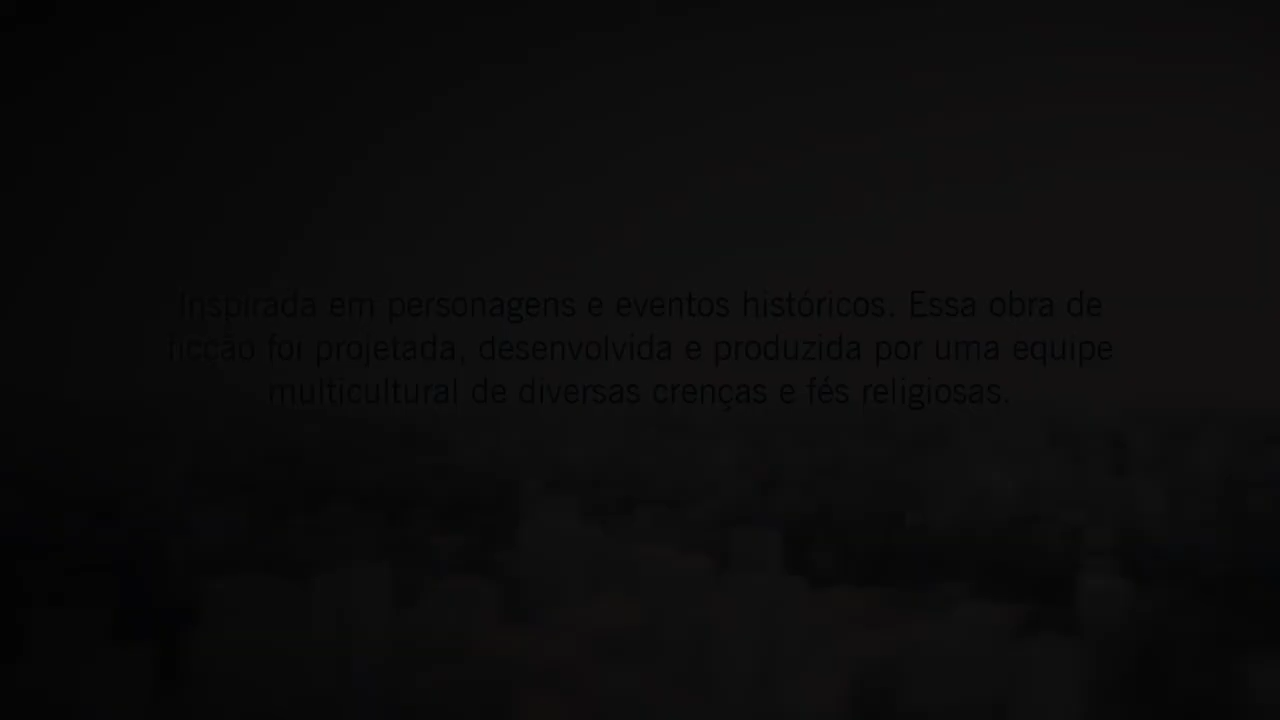 Inspirada em personagens e eventos históricos. Essa obra de
ficção foi projetada, desenvolvida e produzida por uma equipe
multicultural de diversas crenças e fés religiosas.